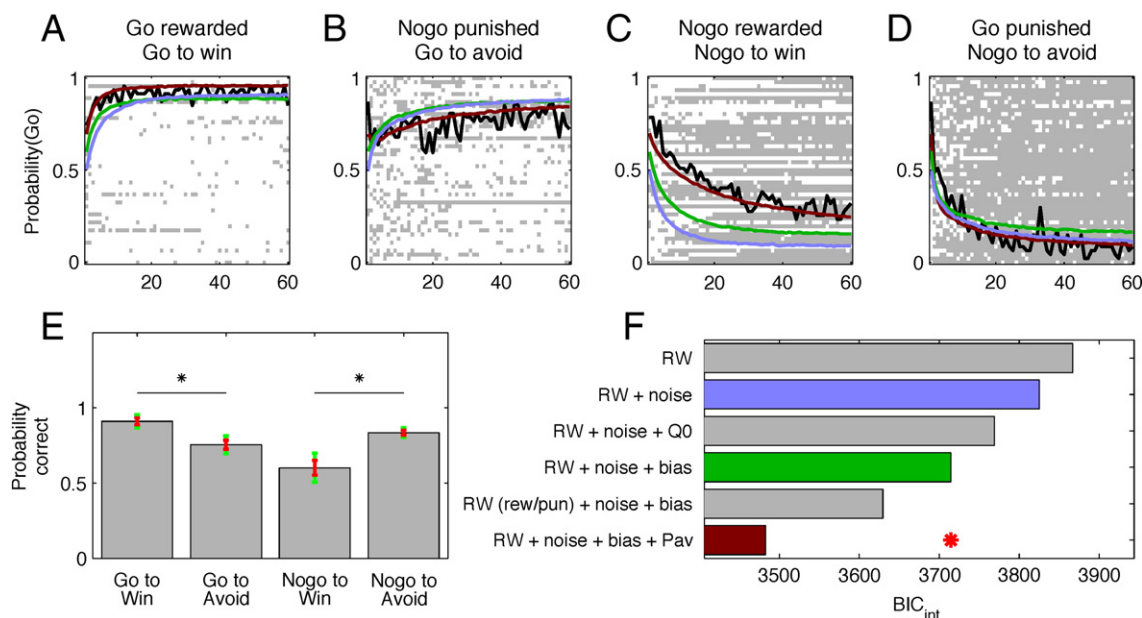 A
Go rewarded
Go to win
B
Nogo punished
Go to avoid
C
Nogo rewarded
Nogo to win
D
Go punished
Nogo to avoid
Probability(Go)
1
0.5
0
20
40
60
1
0.5
0
20
40
60
1
0.5
0
20
40
60
1
0.5
0
20
40
60
E
Probability
correct
1
0.5
0
*
*
Go to
Win
Go to
Avoid
Nogo to
Win
Nogo to
Avoid
F
RW
RW + noise
RW + noise + Q0
RW + noise + bias
RW (rew/pun) + noise + bias
RW + noise + bias + Pav
*
3500
3600
3700
3800
3900
BICint